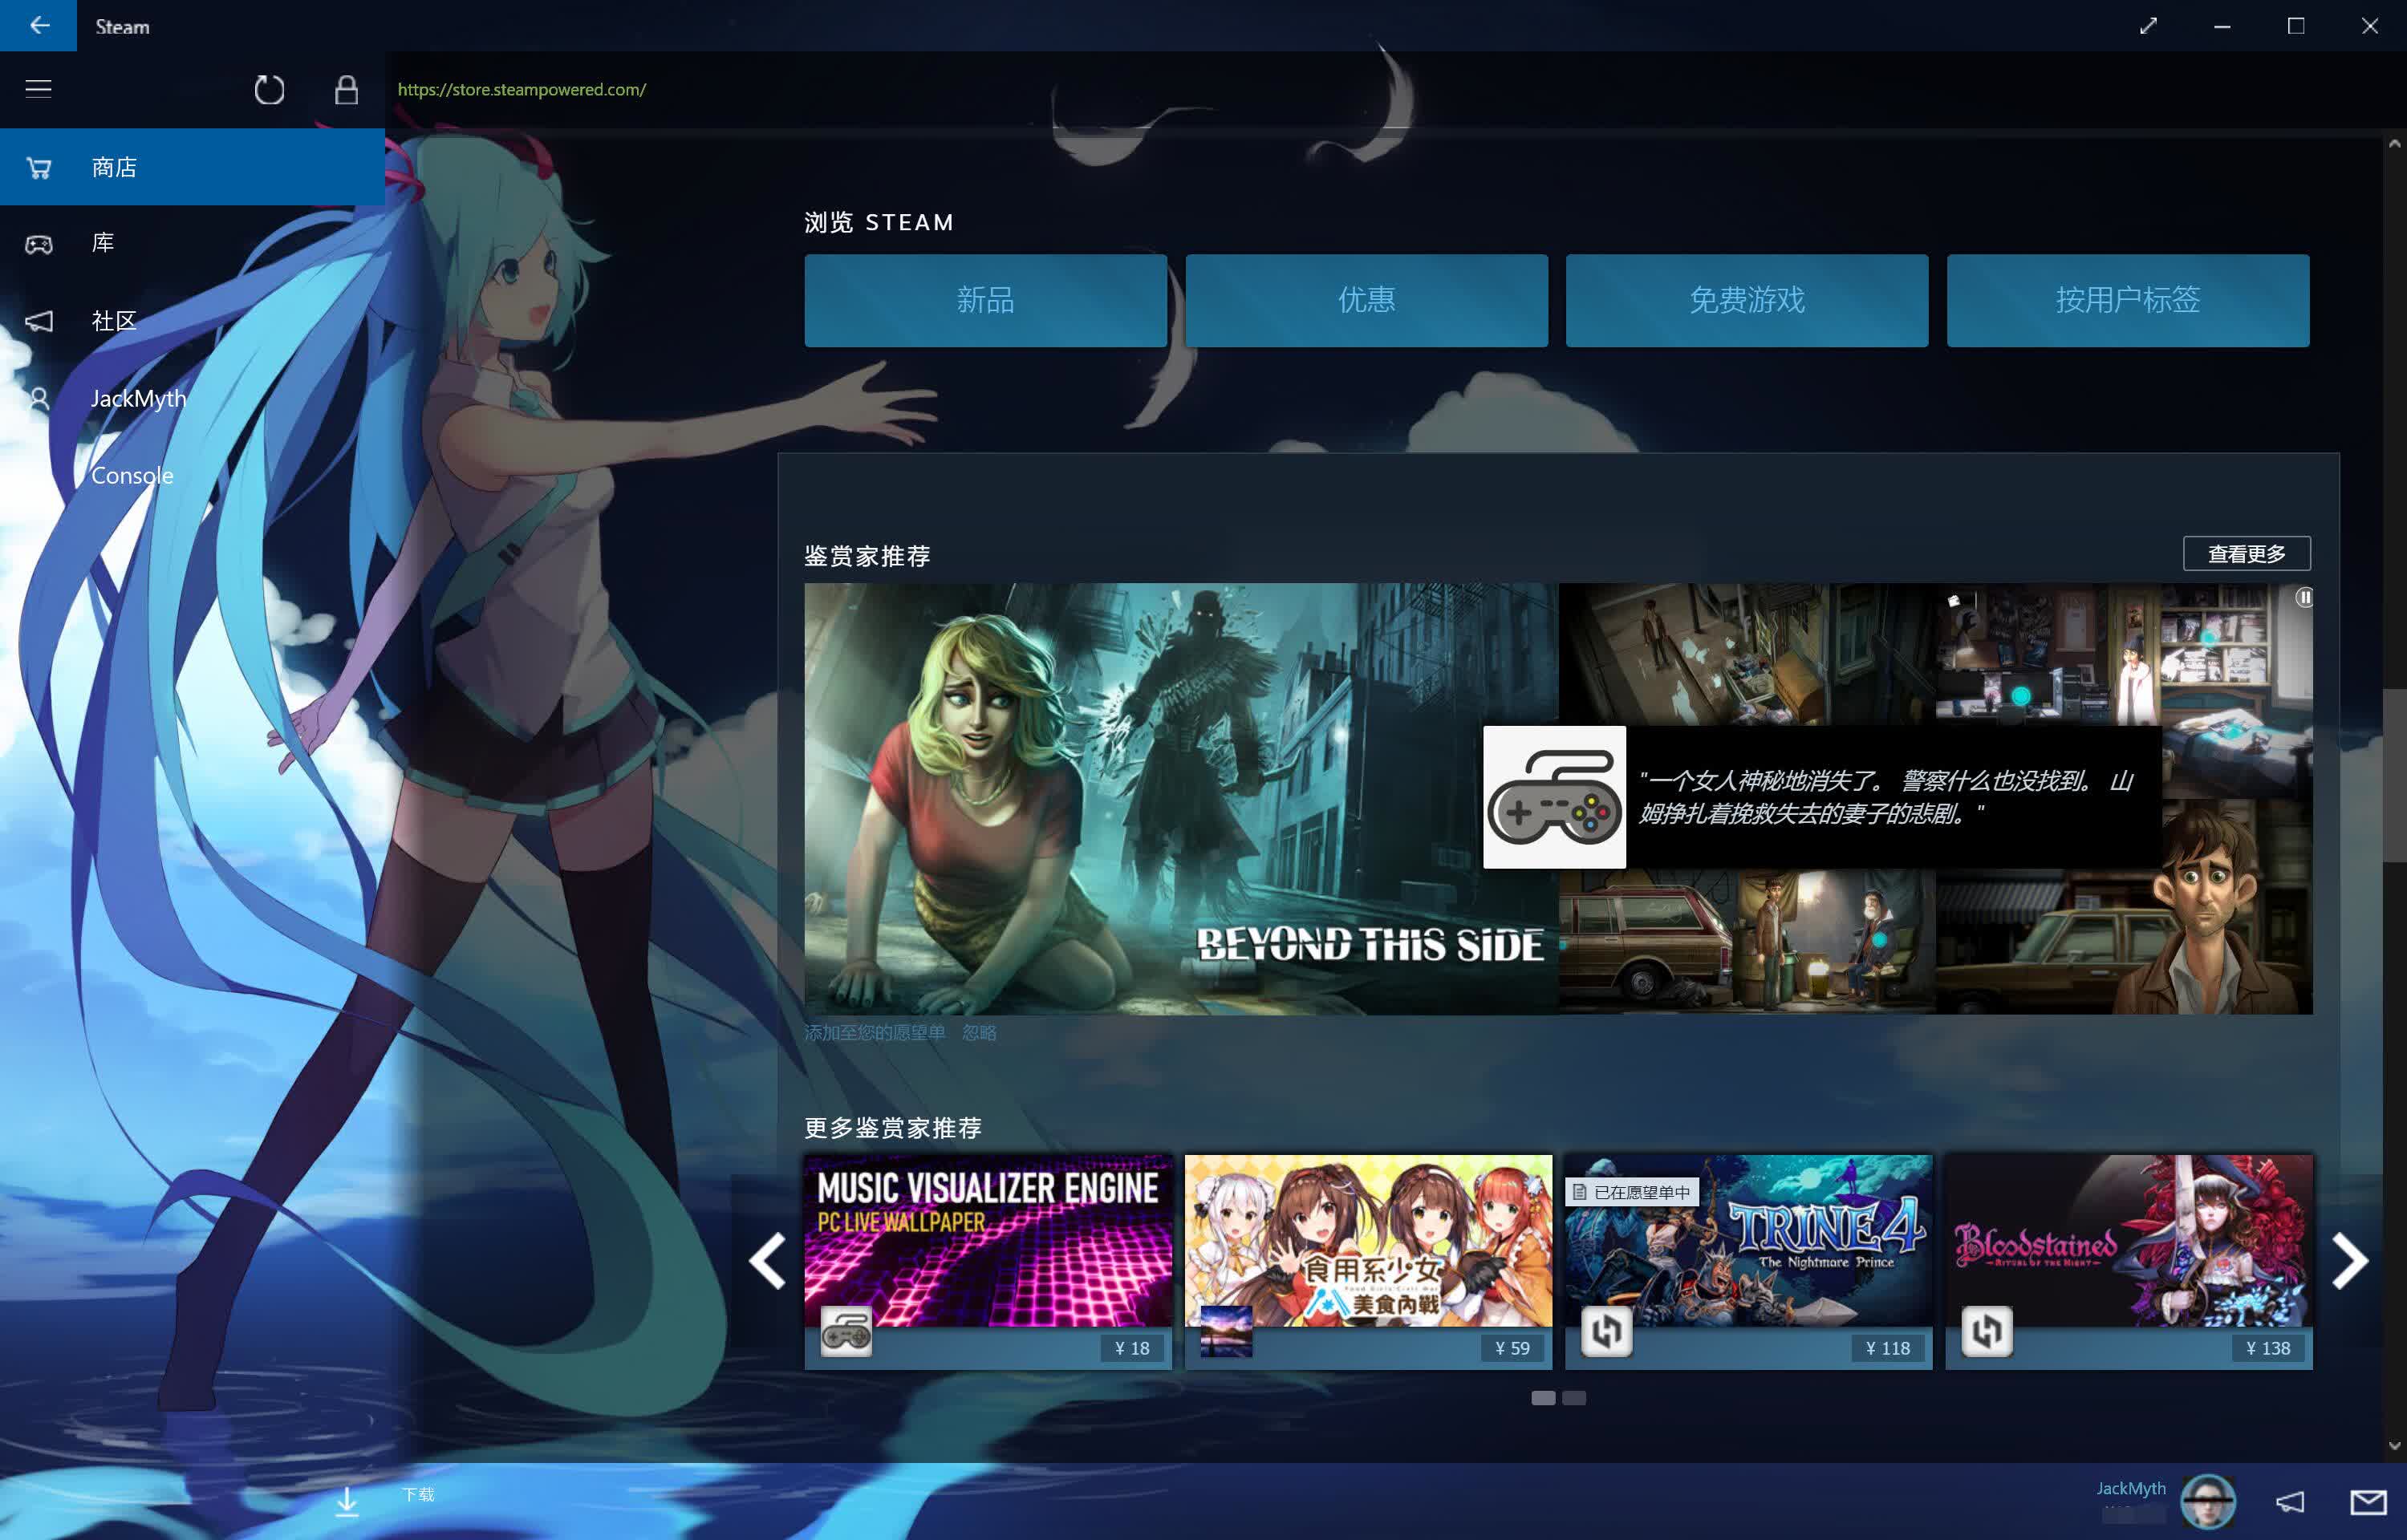 Steam
https://store.steampowered.com/
商店
库
社区
JackMyth
Console
浏览 STEAM
新品
优惠
免费游戏
按用户标签
鉴赏家推荐
查看更多
BEYOND THIS SIDE
"一个女人神秘地消失了。 警察什么也没找到。 山
姆挣扎着挽救失去的妻子的悲剧。"
添加至您的愿望单 忽略
更多鉴赏家推荐
MUSIC VISUALIZER ENGINE
PC LIVE WALLPAPER
¥ 18
食用系少女
Food Girls: Civil War
美食內戰
¥ 59
已在愿望单中
TRINE 4
The Nightmare Prince
¥ 118
Bloodstained
RITUAL OF THE NIGHT
¥ 138
下载
JackMyth